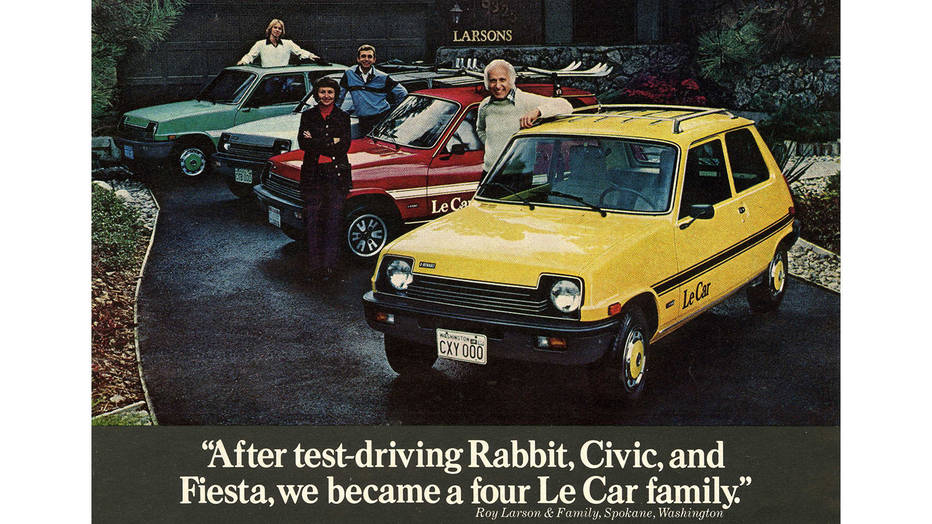 LARSONS
Le Car
Le Car
WASHINGTON
CXY 000
"After test-driving Rabbit, Civic, and
Fiesta, we became a four Le Car family."
Roy Larson & Family, Spokane, Washington